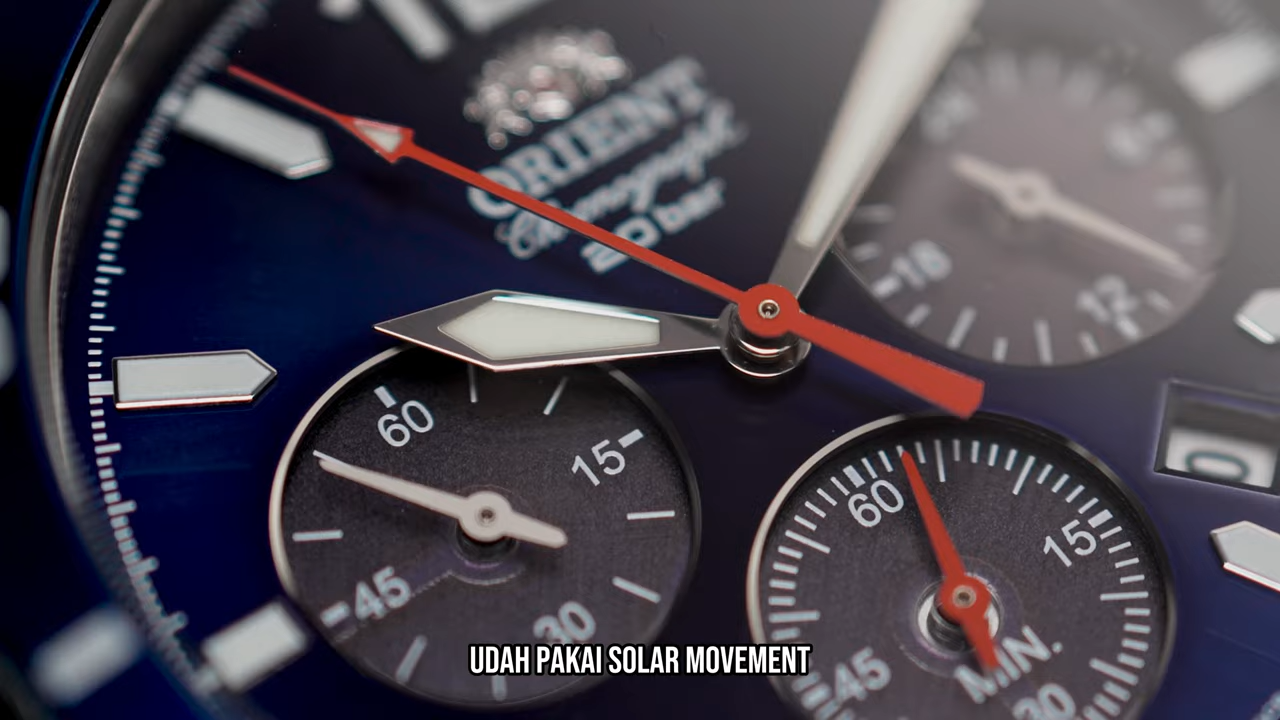 ORIENT
Chronograph
20 bar
18
12
60
15
45
30
0
60
15
45
MIN.
30
UDAH PAKAI SOLAR MOVEMENT